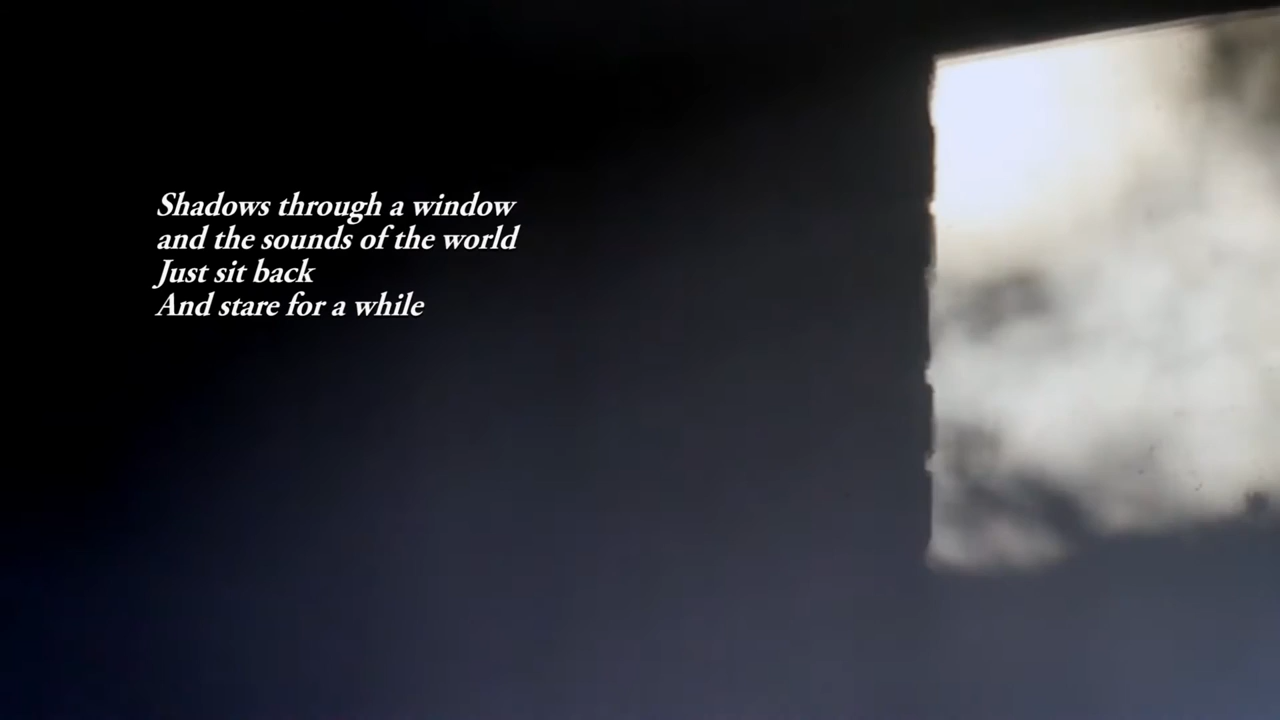 Shadows through a window
and the sounds of the world
Just sit back
And stare for a while